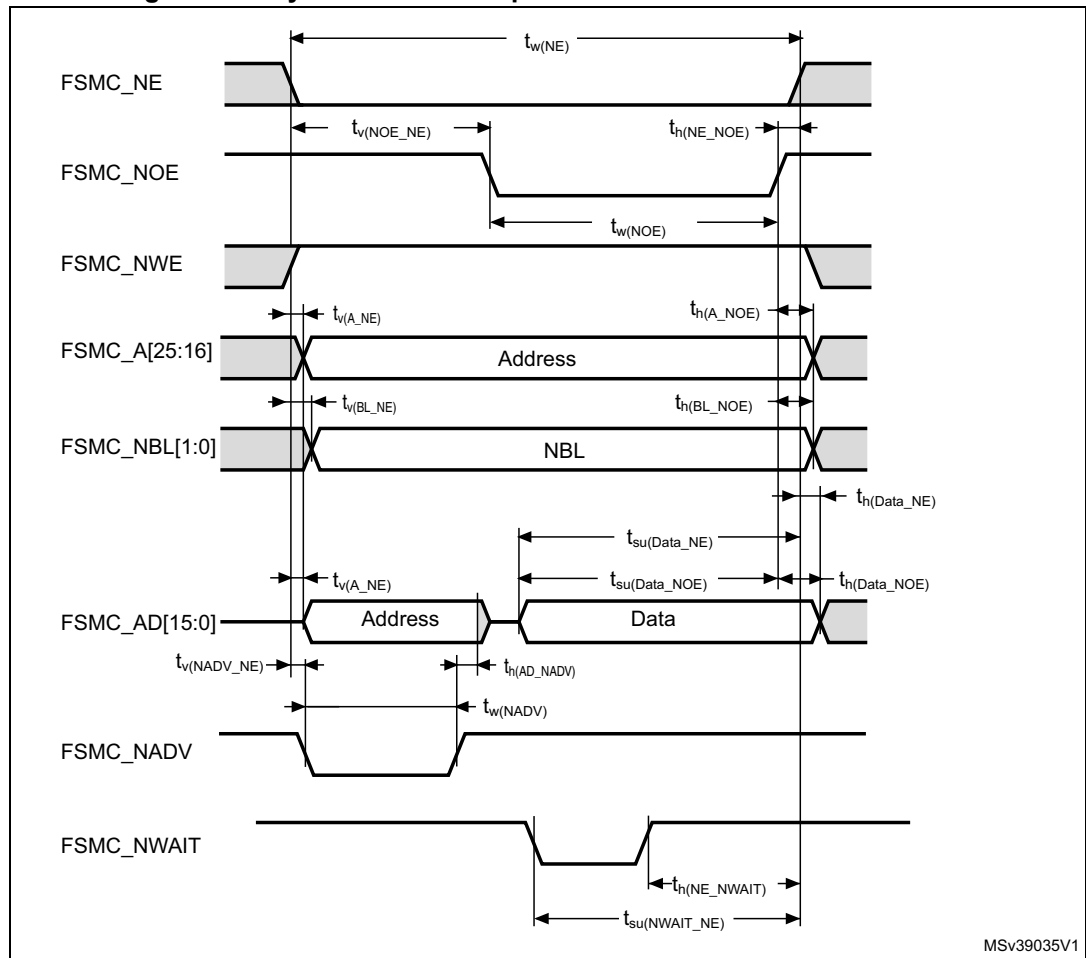 tw(NE)
FSMC_NE
tv(NOE_NE)
th(NE_NOE)
FSMC_NOE
tw(NOE)
FSMC_NWE
tv(A_NE)
th(A_NOE)
FSMC_A[25:16]
Address
tv(BL_NE)
th(BL_NOE)
FSMC_NBL[1:0]
NBL
th(Data_NE)
tsu(Data_NE)
tv(A_NE)
tsu(Data_NOE)
th(Data_NOE)
FSMC_AD[15:0]
Address
Data
tv(NADV_NE)
th(AD_NADV)
tw(NADV)
FSMC_NADV
FSMC_NWAIT
th(NE_NWAIT)
tsu(NWAIT_NE)
MSv39035V1